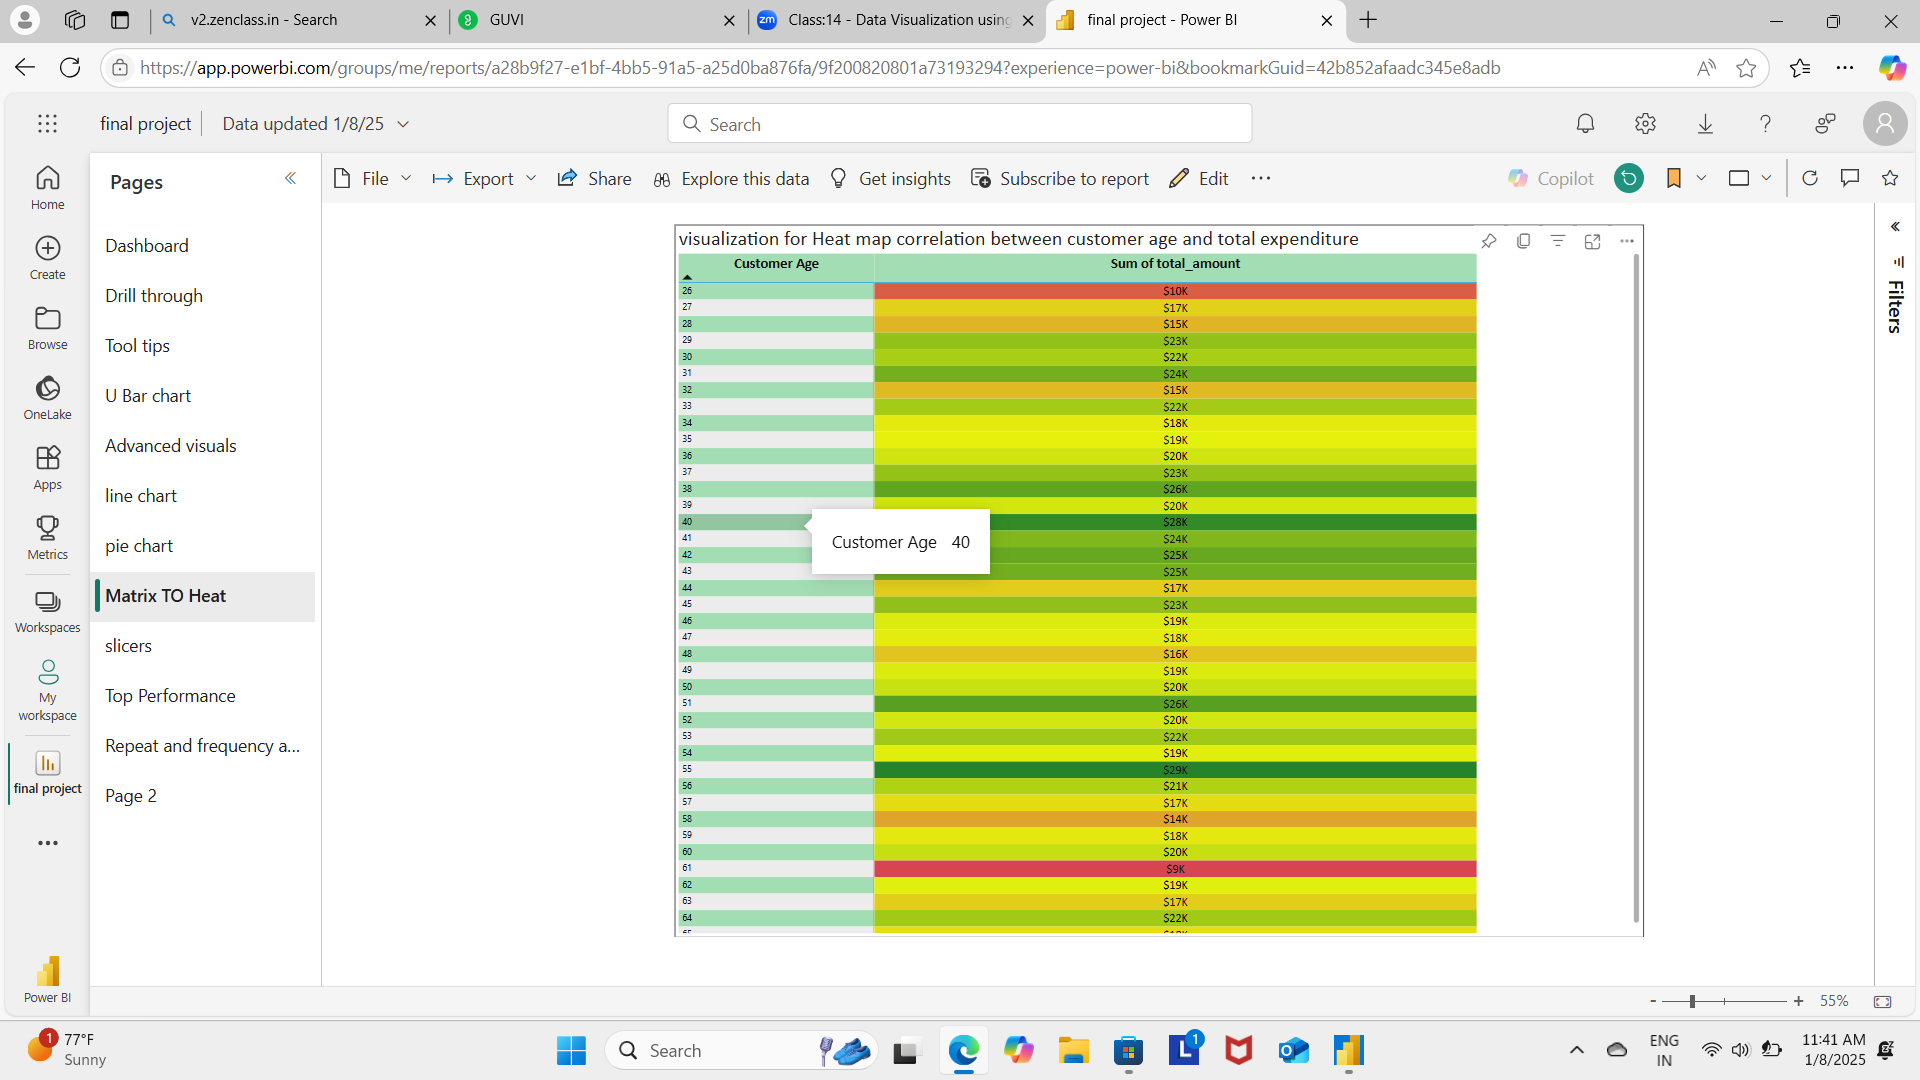 v2.zenclass.in - Search
GUVI
Class:14 - Data Visualization using
final project - Power BI
https://app.powerbi.com/groups/me/reports/a28b9f27-e1bf-4bb5-91a5-a25d0ba876fa/9f200820801a73193294?experience=power-bi&bookmarkGuid=42b852afaadc345e8adb
final project
Data updated 1/8/25
Search
Home
Create
Browse
OneLake
Apps
Metrics
Workspaces
My workspace
final project
Power BI
Pages
Dashboard
Drill through
Tool tips
U Bar chart
Advanced visuals
line chart
pie chart
Matrix TO Heat
slicers
Top Performance
Repeat and frequency a...
Page 2
File
Export
Share
Explore this data
Get insights
Subscribe to report
Edit
Copilot
Filters
visualization for Heat map correlation between customer age and total expenditure
Customer Age Sum of total_amount
26 $10K
27 $17K
28 $15K
29 $23K
30 $22K
31 $24K
32 $15K
33 $22K
34 $18K
35 $19K
36 $20K
37 $23K
38 $26K
39 $20K
40 $28K
41 $24K
42 $25K
43 $25K
44 $17K
45 $23K
46 $19K
47 $18K
48 $16K
49 $19K
50 $20K
51 $26K
52 $20K
53 $22K
54 $19K
55 $29K
56 $21K
57 $17K
58 $14K
59 $18K
60 $20K
61 $9K
62 $19K
63 $17K
64 $22K
Customer Age 40
- + 55%
1
77°F
Sunny
Search
1
ENG
IN
11:41 AM
1/8/2025